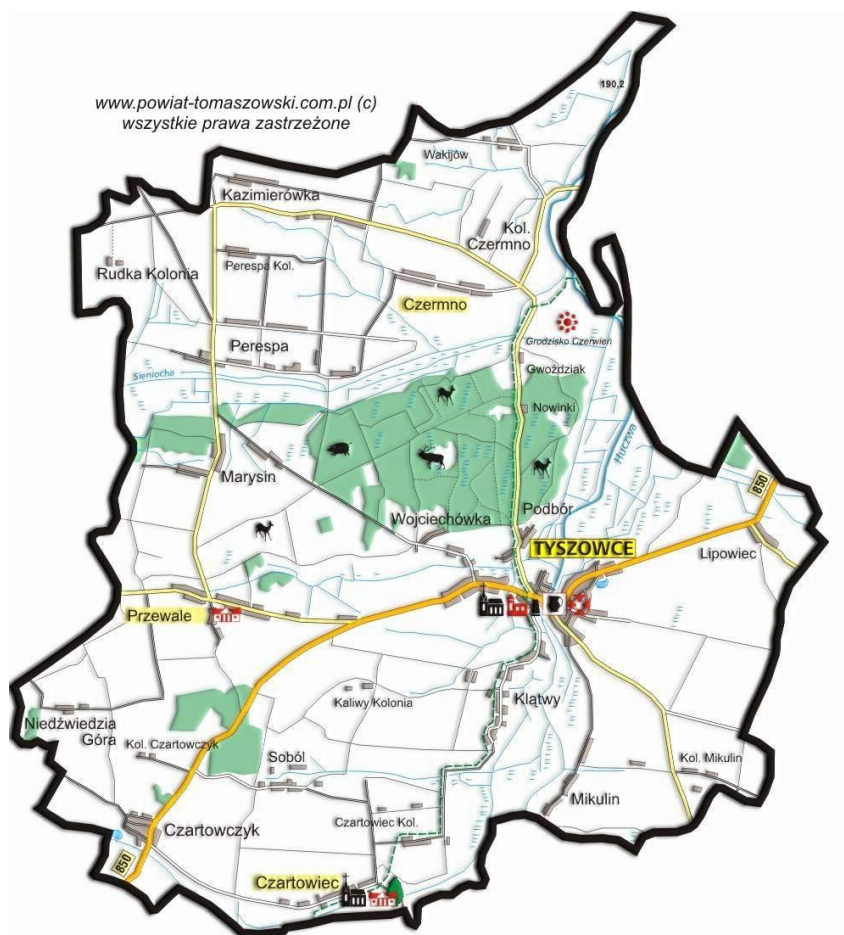 190,2
www.powiat-tomaszowski.com.pl (c)
wszystkie prawa zastrzeżone
Wakijów
Kazimierówka
Kol.
Czermno
Perespa Kol.
Rudka Kolonia
Czermno
Grodzisko Czerwień
Perespa
Sieniocha
Gwoździak
Nowinki
Huczwa
Marysin
850
Podbór
Wojciechówka
TYSZOWCE
Lipowiec
Przewale
Klątwy
Kaliwy Kolonia
Niedźwiedzia
Góra
Kol. Czartowczyk
Soból
Kol. Mikulin
Mikulin
Czartowiec Kol.
Czartowczyk
850
Czartowiec